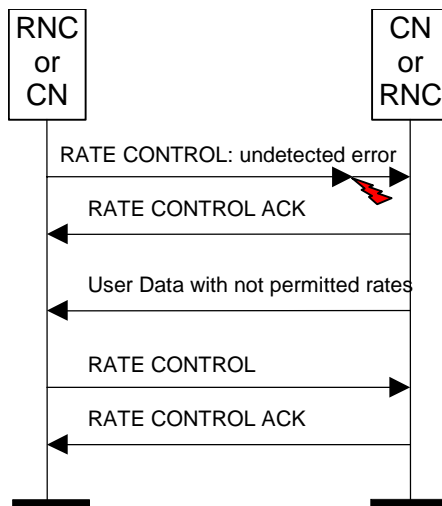 RNC
or
CN
CN
or
RNC
RATE CONTROL: undetected error
RATE CONTROL ACK
User Data with not permitted rates
RATE CONTROL
RATE CONTROL ACK